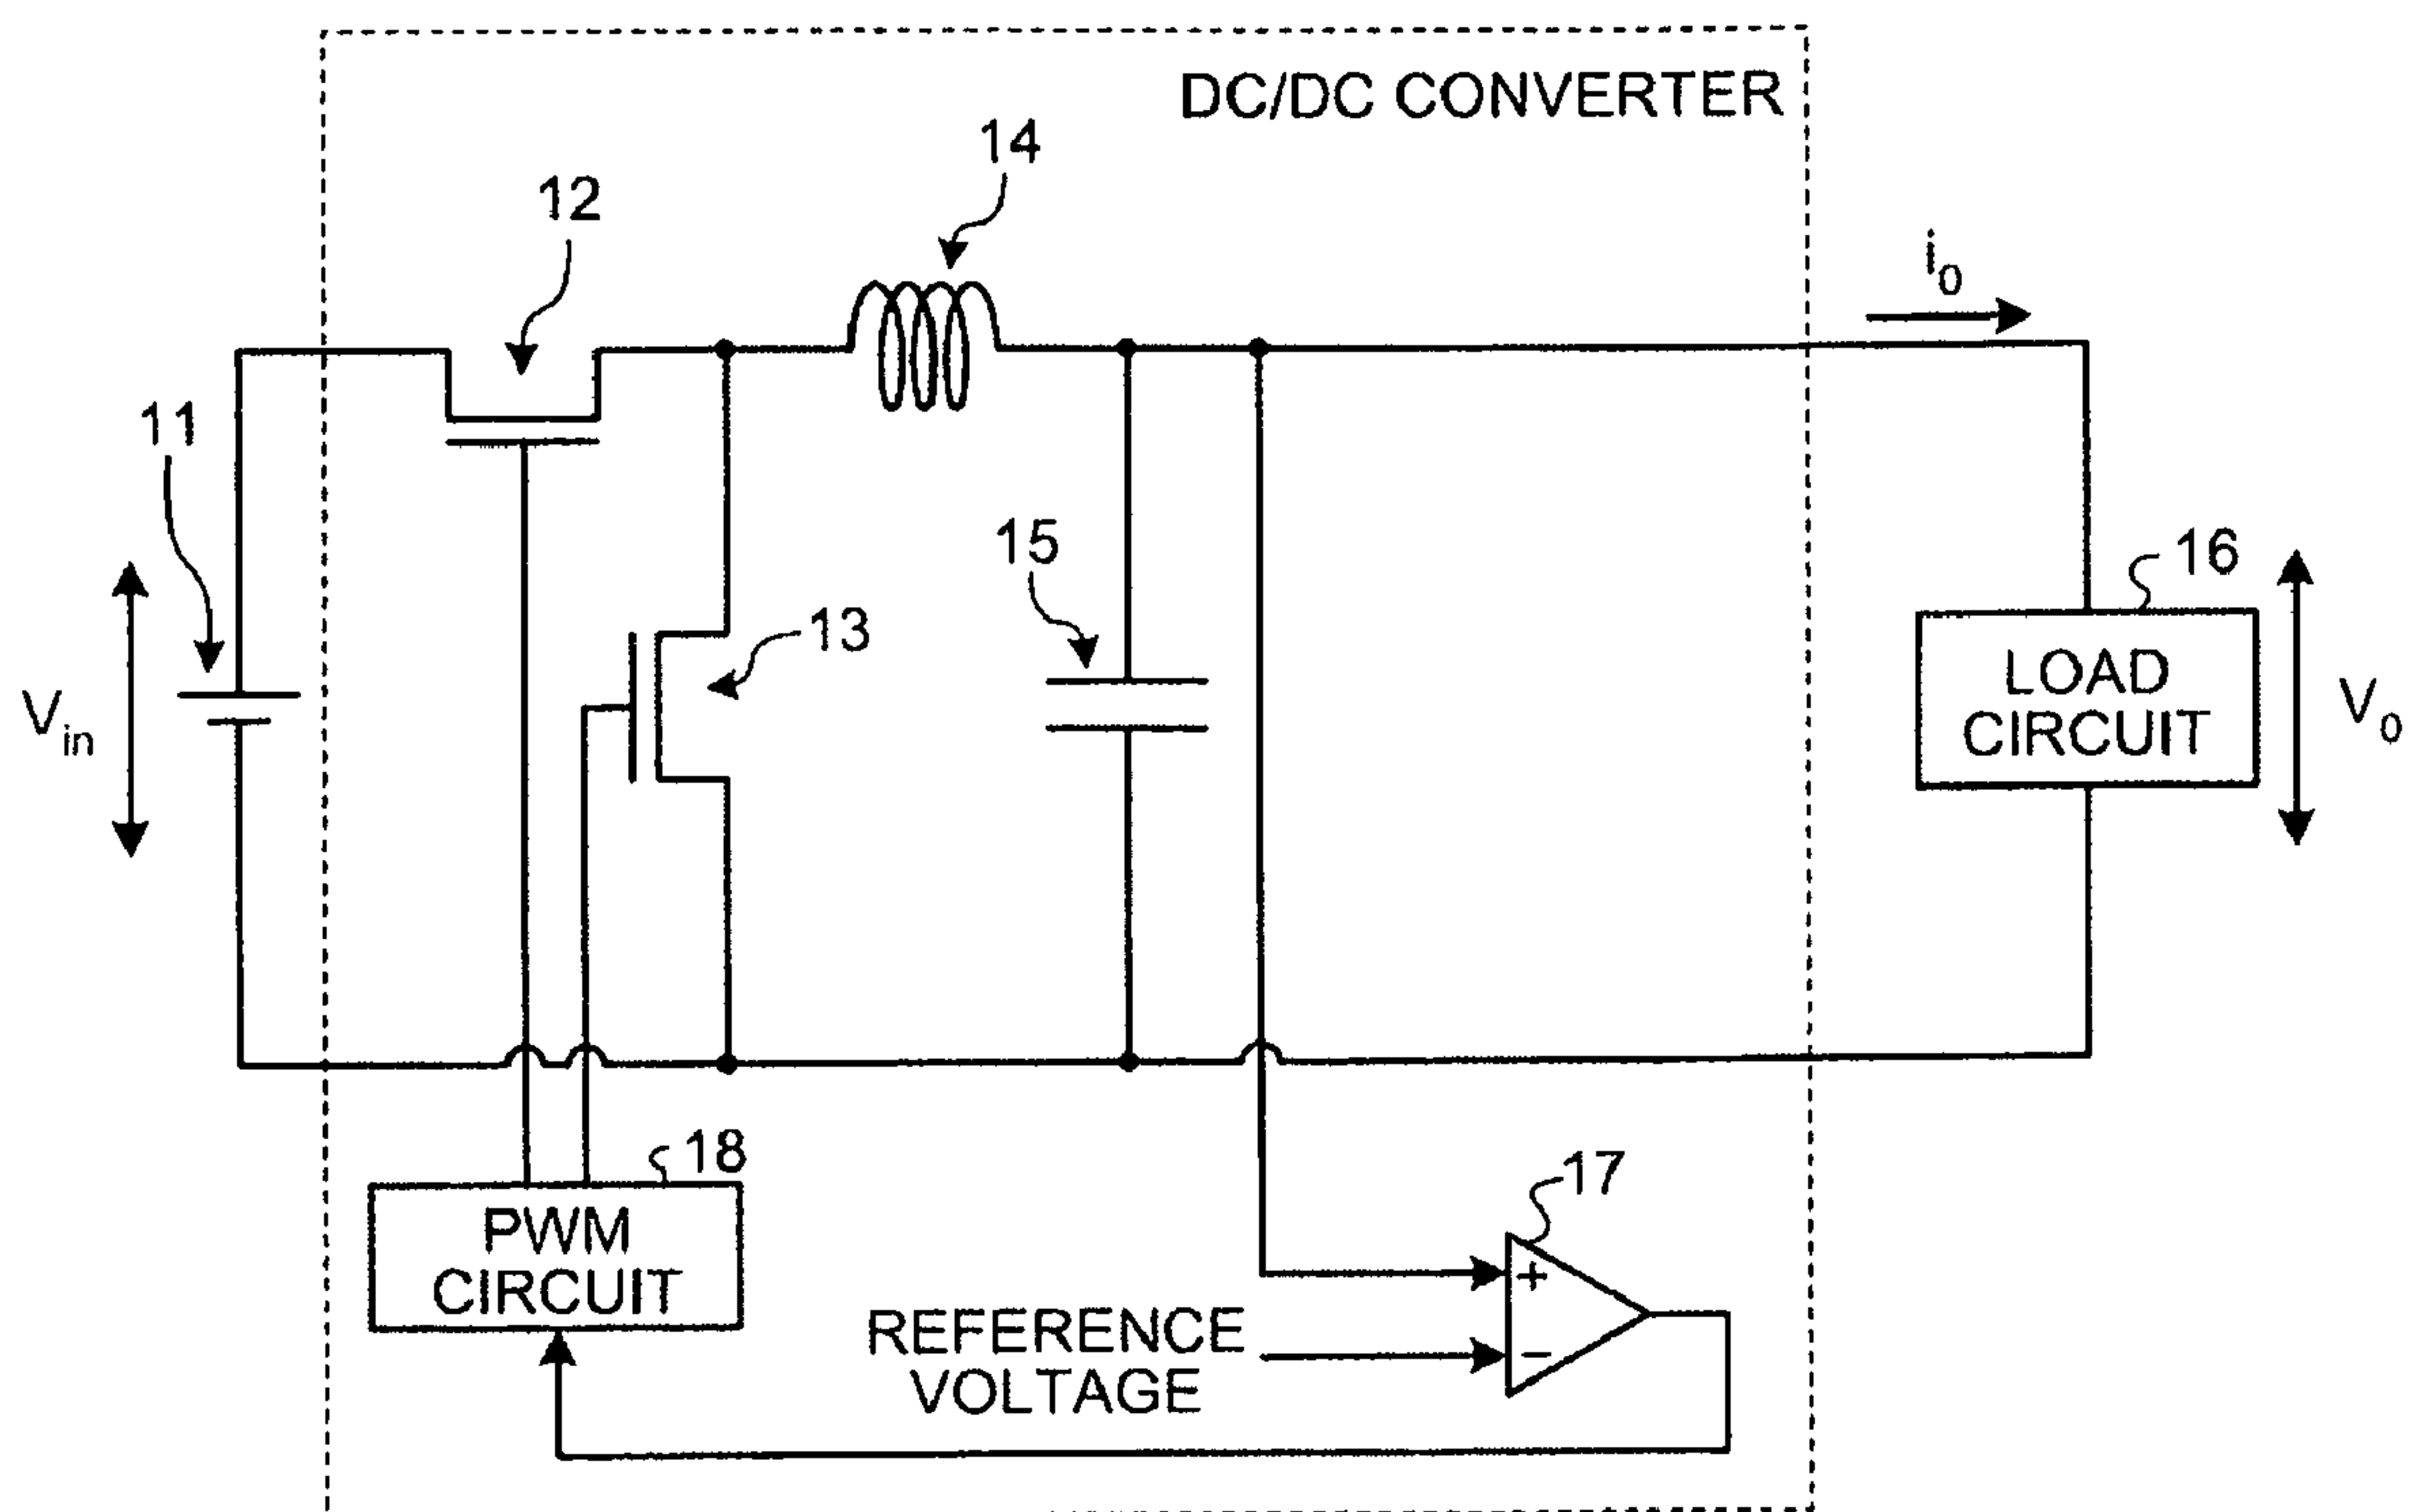 DC/DC CONVERTER
14
12
i0
11
15
16
13
Vin
LOAD
CIRCUIT
V0
18
17
PWM
CIRCUIT
+
REFERENCE
VOLTAGE
−